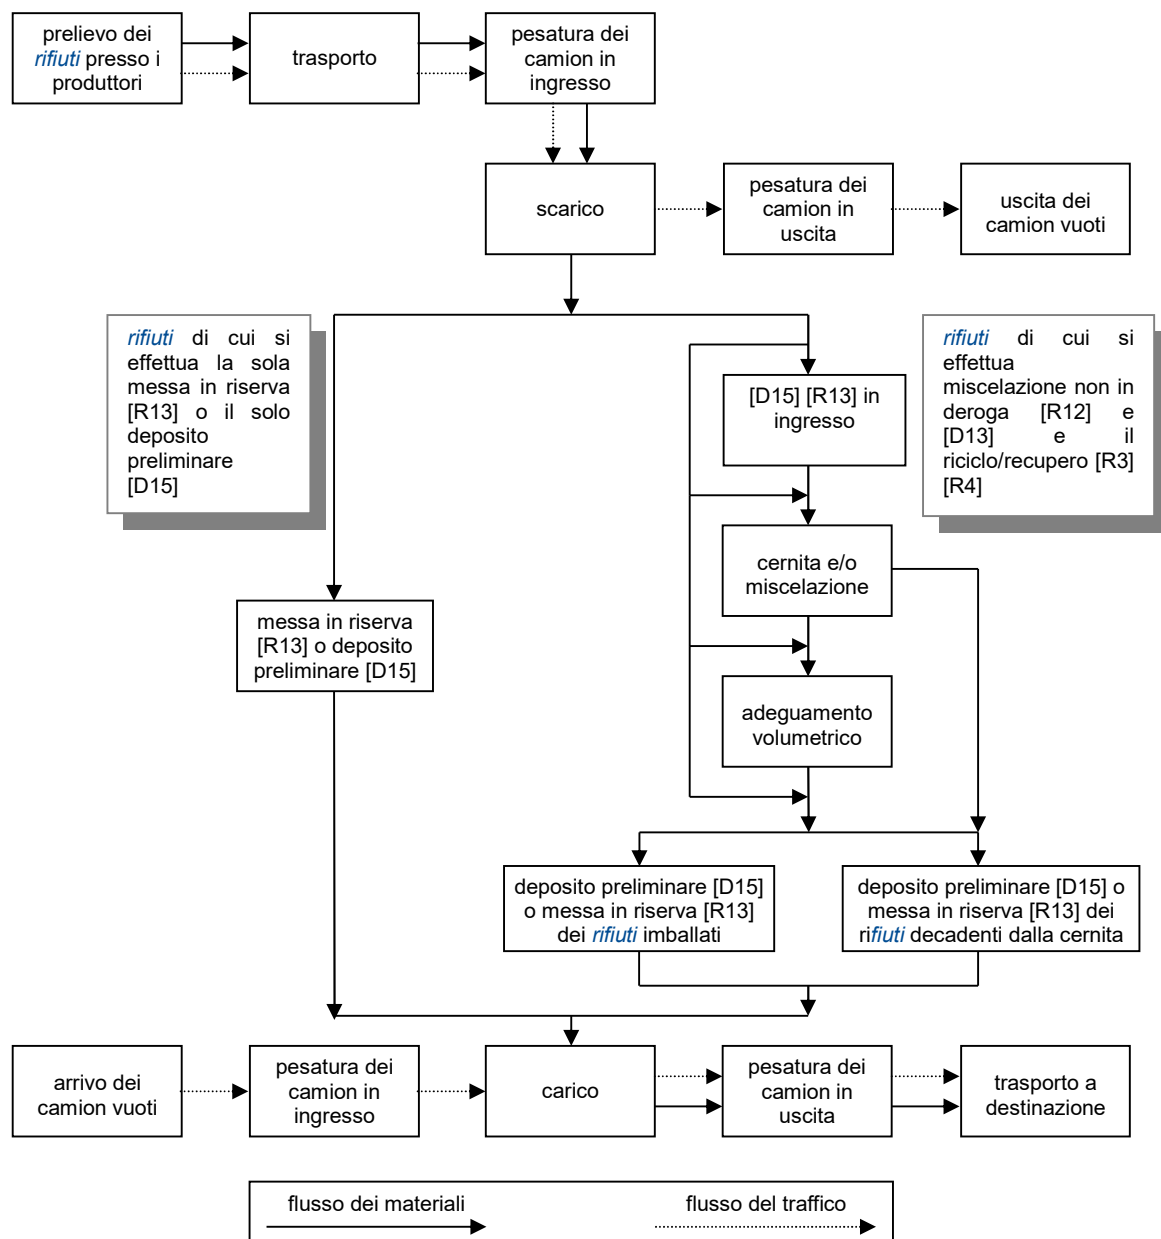 prelievo dei
rifiuti presso i
produttori
trasporto
pesatura dei
camion in
ingresso
scarico
pesatura dei
camion in
uscita
uscita dei
camion vuoti
rifiuti di cui si
effettua la sola
messa in riserva
[R13] o il solo
deposito
preliminare
[D15]
[D15] [R13] in
ingresso
rifiuti di cui si
effettua
miscelazione non in
deroga [R12] e
[D13] e il
riciclo/recupero [R3]
[R4]
cernita e/o
miscelazione
messa in riserva
[R13] o deposito
preliminare [D15]
adeguamento
volumetrico
deposito preliminare [D15]
o messa in riserva [R13]
dei rifiuti imballati
deposito preliminare [D15] o
messa in riserva [R13] dei
rifiuti decadenti dalla cernita
arrivo dei
camion vuoti
pesatura dei
camion in
ingresso
carico
pesatura dei
camion in
uscita
trasporto a
destinazione
flusso dei materiali
flusso del traffico